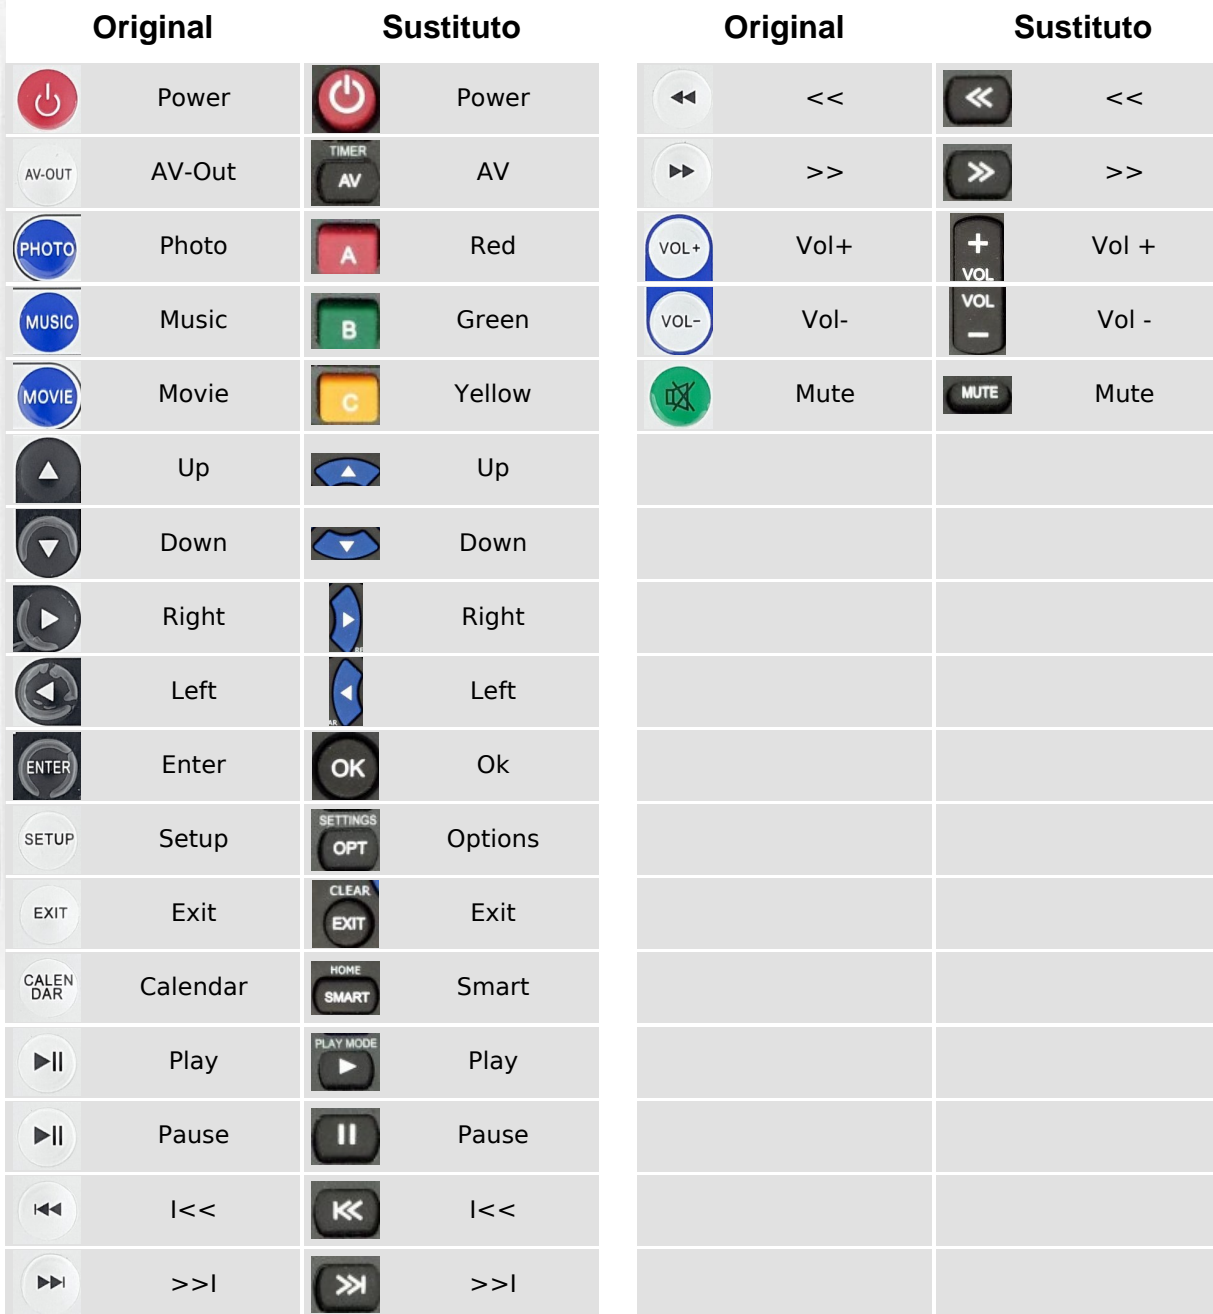 Original Sustituto Original Sustituto
Power Power << <<
AV-OUT AV-Out TIMER AV AV >> >>
PHOTO Photo A Red VOL+ Vol+ + VOL Vol +
MUSIC Music B Green VOL- Vol- VOL - Vol -
MOVIE Movie C Yellow Mute MUTE Mute
Up Up
Down Down
Right Right
Left Left
ENTER Enter OK Ok
SETUP Setup SETTINGS OPT Options
EXIT Exit CLEAR EXIT Exit
CALEN DAR Calendar HOME SMART Smart
Play PLAY MODE Play
Pause Pause
I<< I<<
>>I >>I